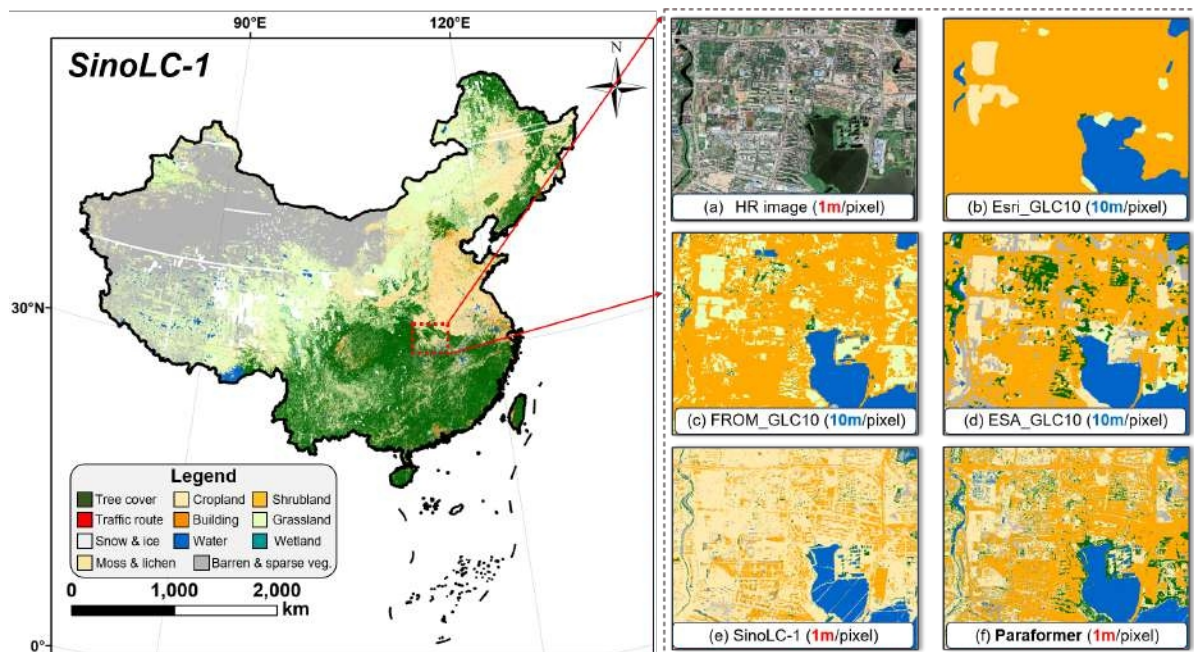 90°E 120°E
SinoLC-1
N
30°N
0°
Legend
Tree cover Cropland Shrubland
Traffic route Building Grassland
Snow & ice Water Wetland
Moss & lichen Barren & sparse veg.
0 1,000 2,000
km
(a) HR image (1m/pixel)
(b) Esri_GLC10 (10m/pixel)
(c) FROM_GLC10 (10m/pixel)
(d) ESA_GLC10 (10m/pixel)
(e) SinoLC-1 (1m/pixel)
(f) Paraformer (1m/pixel)